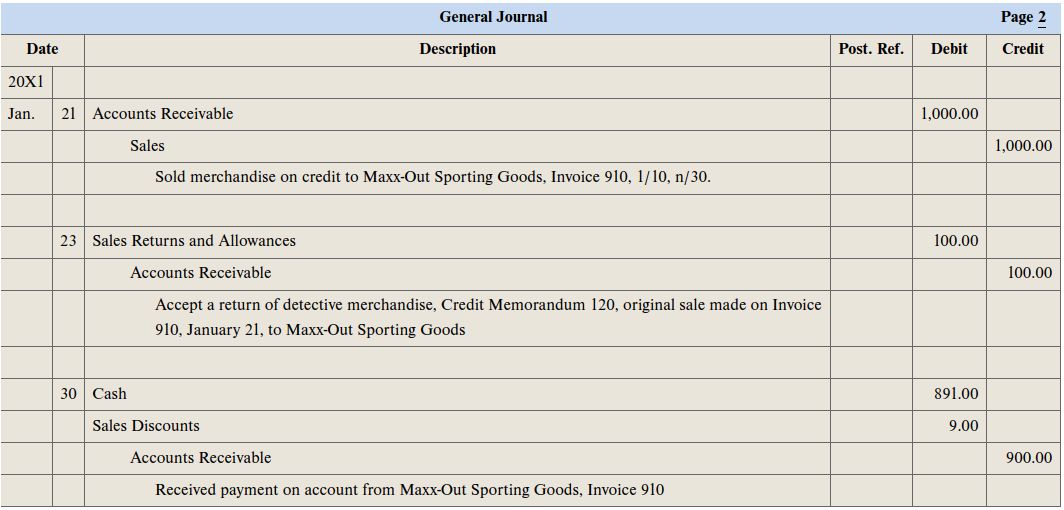 General Journal Page 2
Date Description Post. Ref. Debit Credit
20X1
Jan. 21 Accounts Receivable 1,000.00
Sales 1,000.00
Sold merchandise on credit to Maxx-Out Sporting Goods, Invoice 910, 1/10, n/30.
23 Sales Returns and Allowances 100.00
Accounts Receivable 100.00
Accept a return of detective merchandise, Credit Memorandum 120, original sale made on Invoice
910, January 21, to Maxx-Out Sporting Goods
30 Cash 891.00
Sales Discounts 9.00
Accounts Receivable 900.00
Received payment on account from Maxx-Out Sporting Goods, Invoice 910